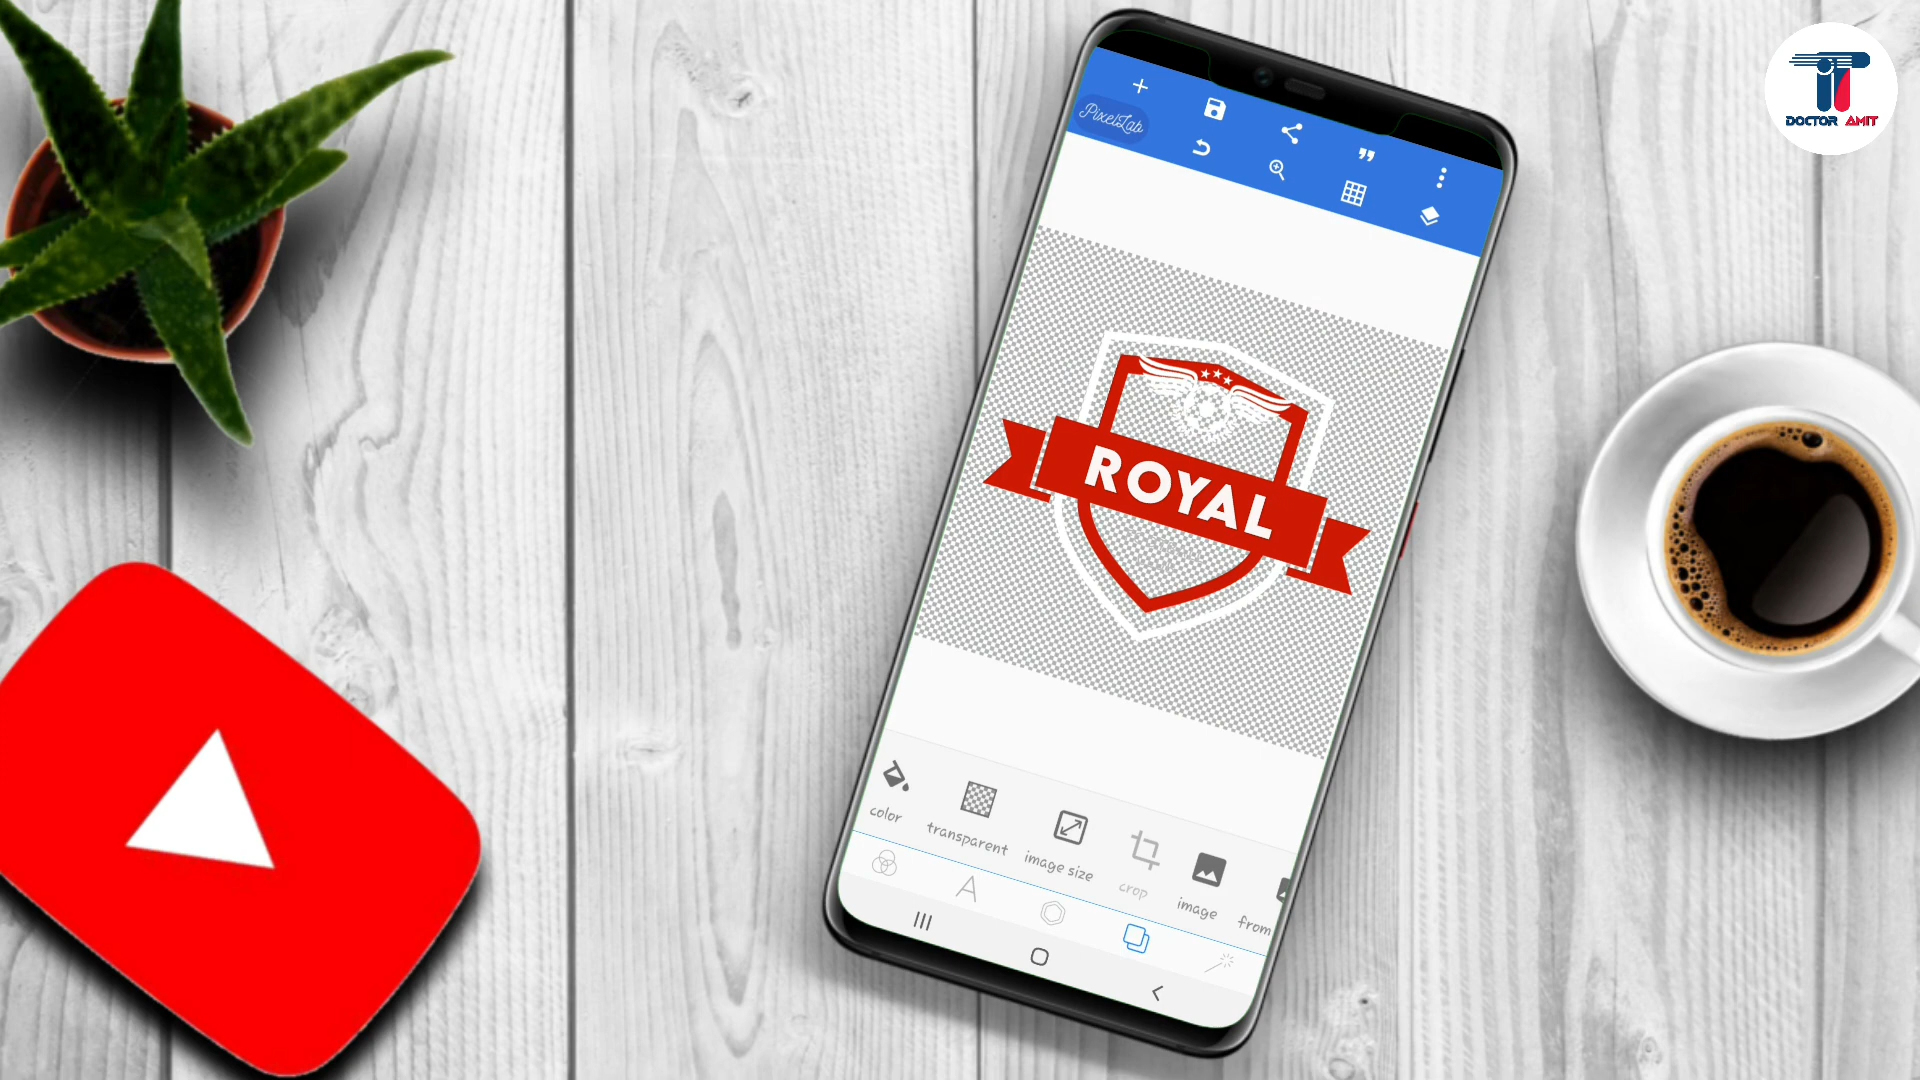 DOCTOR AMIT
PixelLab
ROYAL
color
transparent
image size
crop
image
from